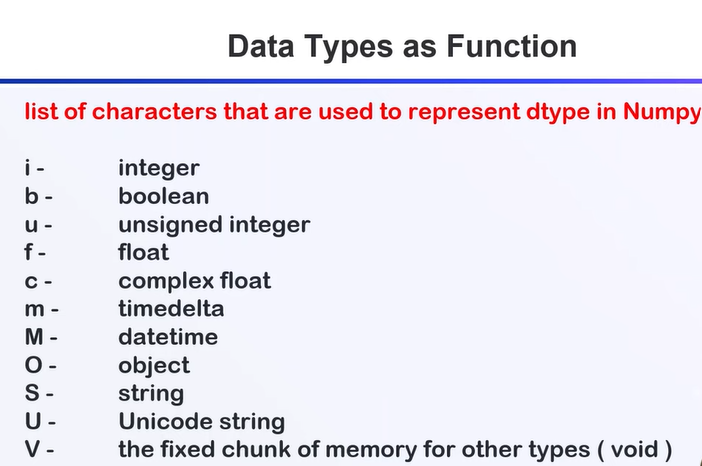 Data Types as Function
list of characters that are used to represent dtype in Numpy
i - integer
b - boolean
u - unsigned integer
f - float
c - complex float
m - timedelta
M - datetime
O - object
S - string
U - Unicode string
V - the fixed chunk of memory for other types ( void )